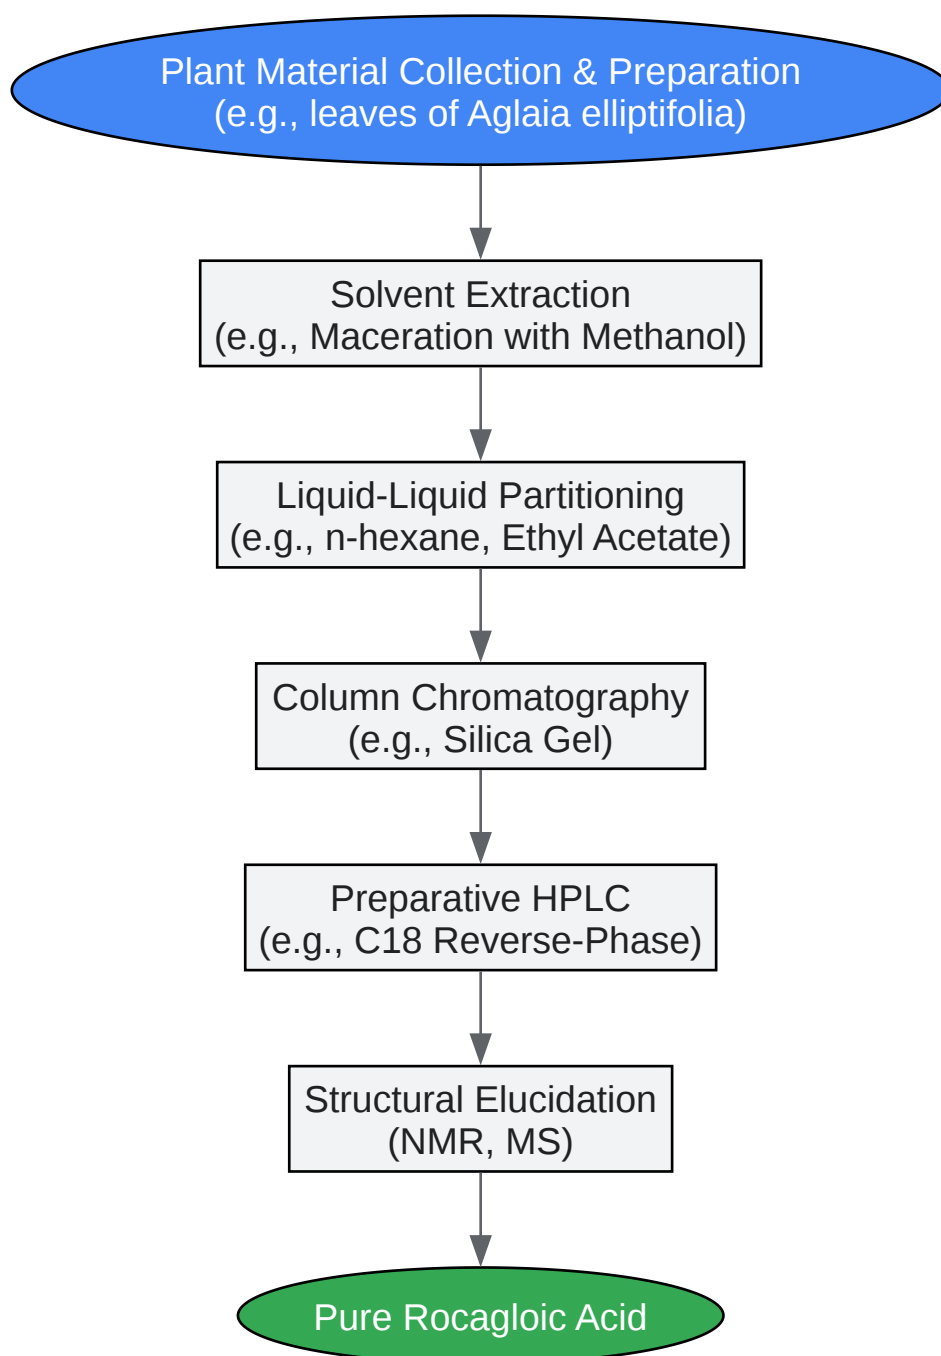 Plant Material Collection & Preparation
(e.g., leaves of Aglaia elliptifolia)
Solvent Extraction
(e.g., Maceration with Methanol)
Liquid-Liquid Partitioning
(e.g., n-hexane, Ethyl Acetate)
Column Chromatography
(e.g., Silica Gel)
Preparative HPLC
(e.g., C18 Reverse-Phase)
Structural Elucidation
(NMR, MS)
Pure Rocagloic Acid